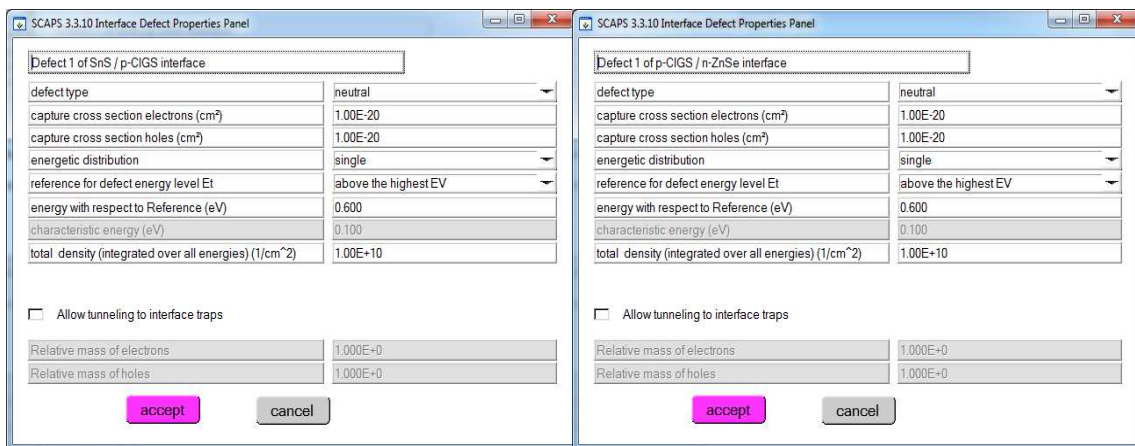 SCAPS 3.3.10 Interface Defect Properties Panel
Defect 1 of SnS / p-CIGS interface
defect type neutral
capture cross section electrons (cm²) 1.00E-20
capture cross section holes (cm²) 1.00E-20
energetic distribution single
reference for defect energy level Et above the highest EV
energy with respect to Reference (eV) 0.600
characteristic energy (eV) 0.100
total density (integrated over all energies) (1/cm^2) 1.00E+10
Allow tunneling to interface traps
Relative mass of electrons 1.000E+0
Relative mass of holes 1.000E+0
accept cancel
SCAPS 3.3.10 Interface Defect Properties Panel
Defect 1 of p-CIGS / n-ZnSe interface
defect type neutral
capture cross section electrons (cm²) 1.00E-20
capture cross section holes (cm²) 1.00E-20
energetic distribution single
reference for defect energy level Et above the highest EV
energy with respect to Reference (eV) 0.600
characteristic energy (eV) 0.100
total density (integrated over all energies) (1/cm^2) 1.00E+10
Allow tunneling to interface traps
Relative mass of electrons 1.000E+0
Relative mass of holes 1.000E+0
accept cancel